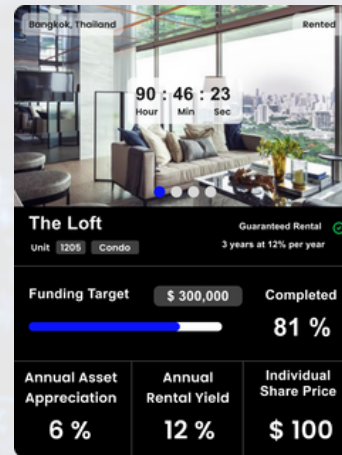 Bangkok, Thailand Rented
90 : 46 : 23
Hour Min Sec
The Loft
Unit 1205 Condo
Guaranteed Rental
3 years at 12% per year
Funding Target $ 300,000 Completed
81 %
Annual Asset
Appreciation
6 %
Annual
Rental Yield
12 %
Individual
Share Price
$ 100